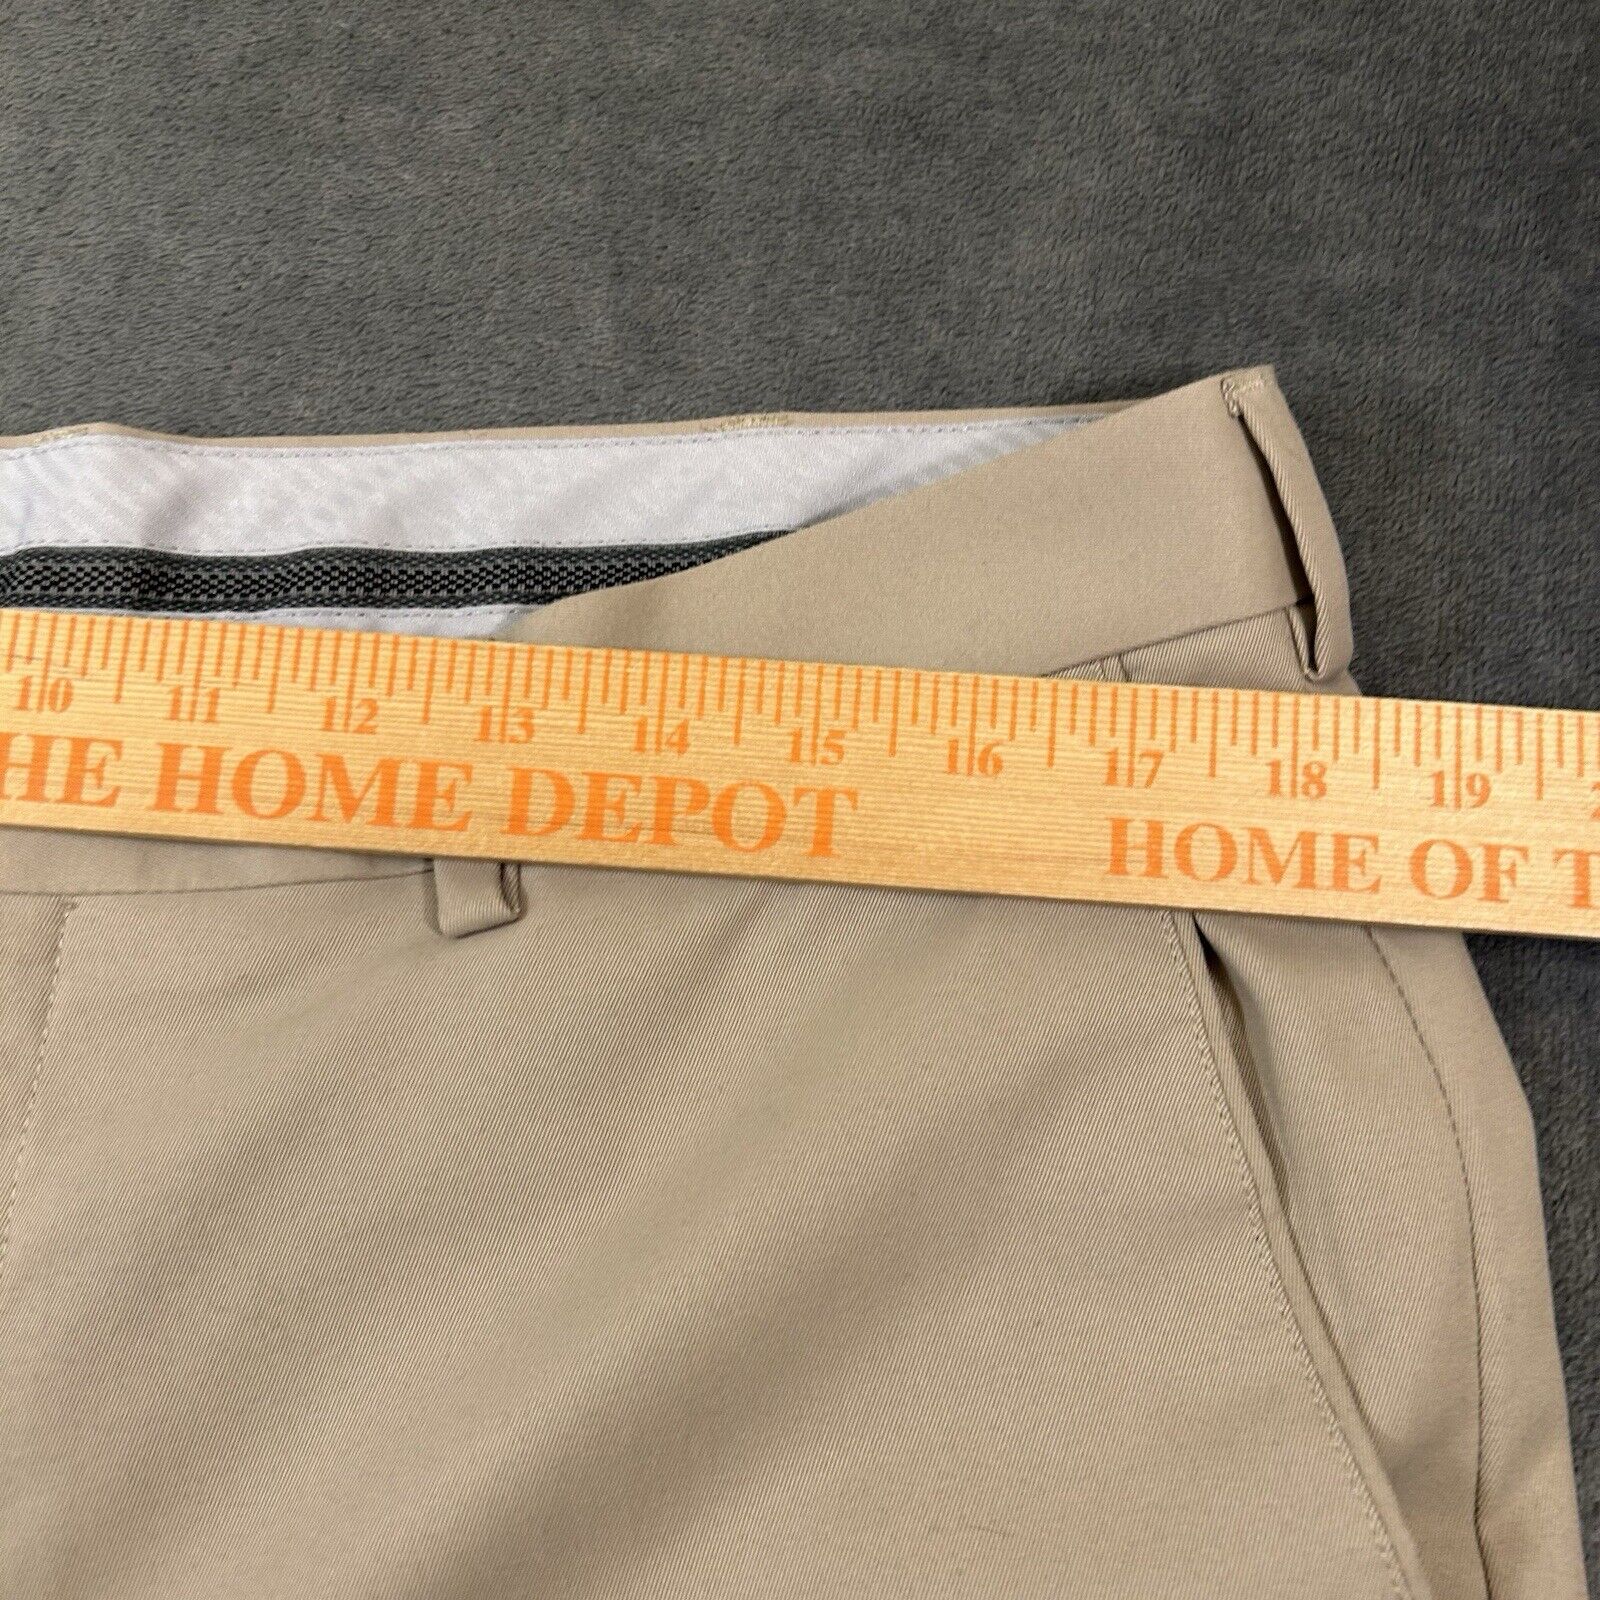 10 11 12 13 14 15 16 17 18 19
HE HOME DEPOT HOME OF T